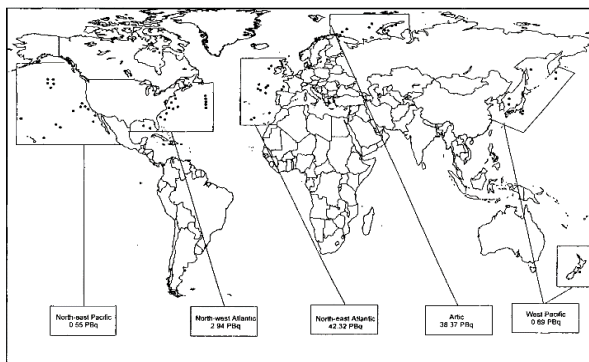 North-east Pacific
0.55 PBq
North-west Atlantic
2.94 PBq
North-east Atlantic
42.32 PBq
Artic
38.37 PBq
West Pacific
0.69 PBq